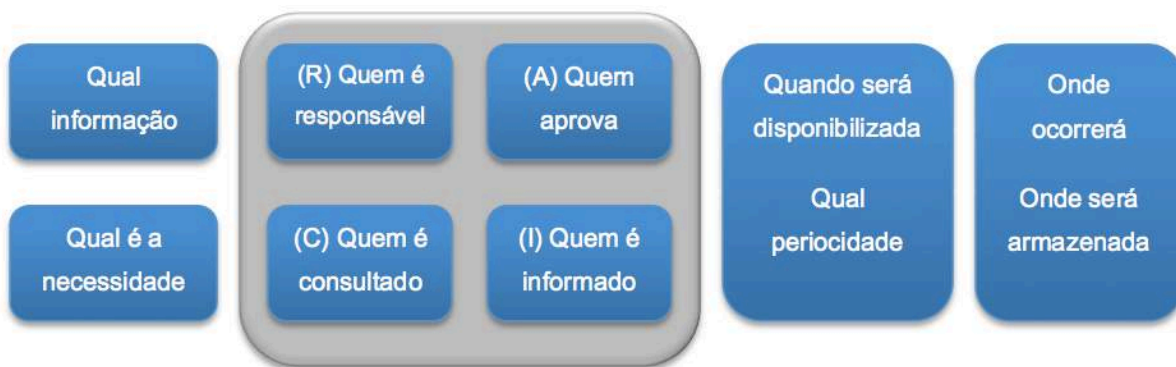 Qual
informação
Qual é a
necessidade
(R) Quem é
responsável
(A) Quem
aprova
(C) Quem é
consultado
(I) Quem é
informado
Quando será
disponibilizada
Qual
periocidade
Onde
ocorrerá
Onde será
armazenada